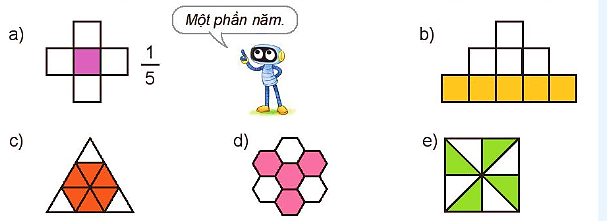 a)
1
5
Một phần năm.
b)
c)
d)
e)